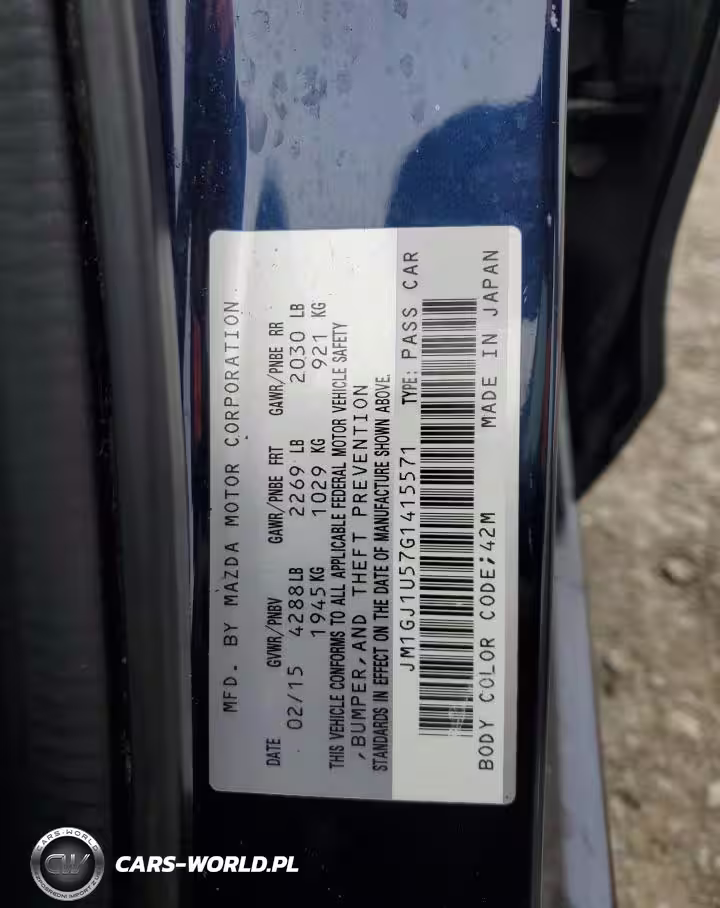 MFD. BY MAZDA MOTOR CORPORATION
DATE GVWR/PNBV GAWR/PNBE FRT GAWR/PNBE RR
02/15 4288LB 2269 LB 2030 LB
1945KG 1029 KG 921 KG
THIS VEHICLE CONFORMS TO ALL APPLICABLE FEDERAL MOTOR VEHICLE SAFETY
,BUMPER,AND THEFT PREVENTION
STANDARDS IN EFFECT ON THE DATE OF MANUFACTURE SHOWN ABOVE.
JM1GJ1U57G1415571 TYPE: PASS CAR
BODY COLOR CODE;42M MADE IN JAPAN
CARS-WORLD
CW
CARS-WORLD.PL